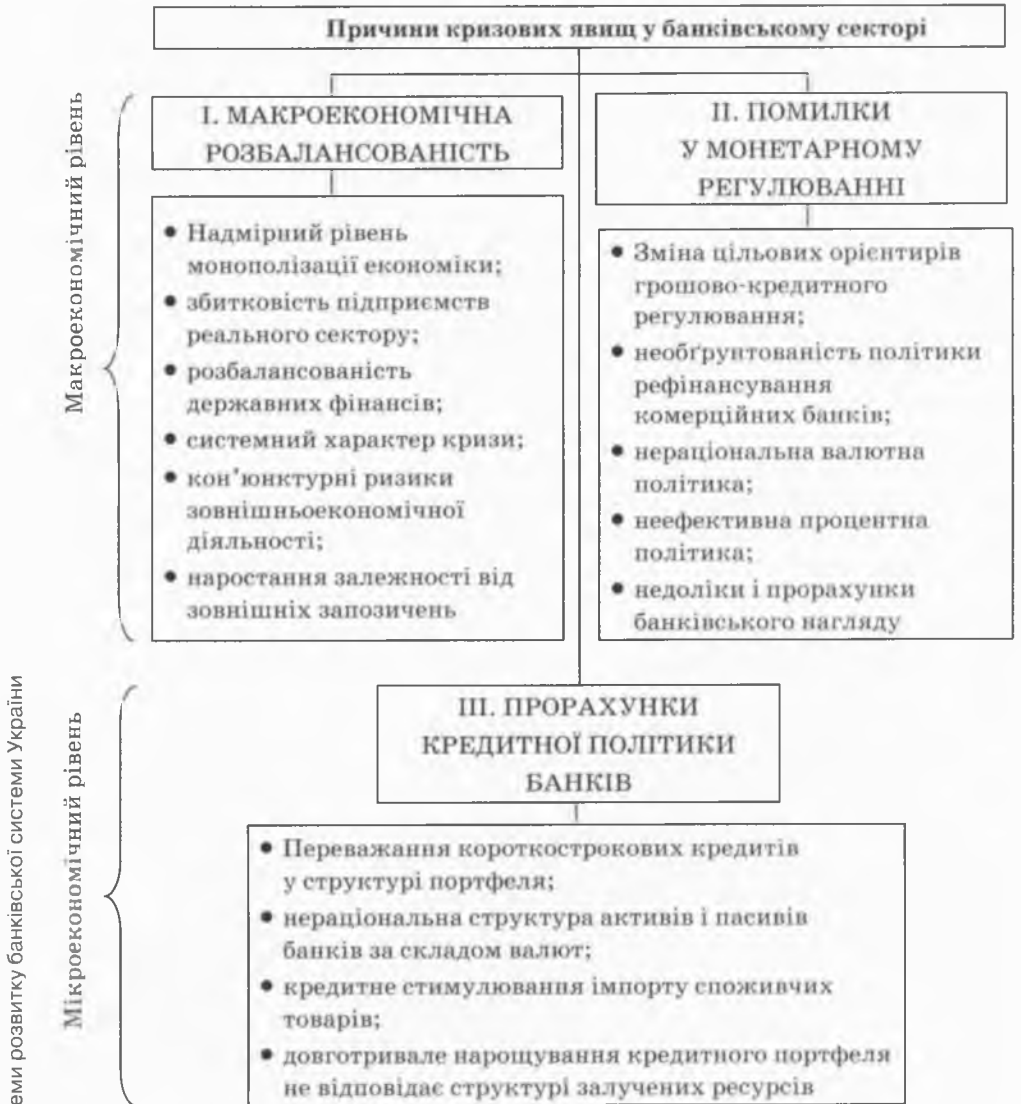 Причини кризових явищ у банківському секторі
Макроекономічний рівень
І. МАКРОЕКОНОМІЧНА
РОЗБАЛАНСОВАНІСТЬ
• Надмірний рівень
монополізації економіки;
• збитковість підприємств
реального сектору;
• розбалансованість
державних фінансів;
• системний характер кризи;
• кон’юнктурні ризики
зовнішньоекономічної
діяльності;
• наростання залежності від
зовнішніх запозичень
ІІ. ПОМИЛКИ
У МОНЕТАРНОМУ
РЕГУЛЮВАННІ
• Зміна цільових орієнтирів
грошово-кредитного
регулювання;
• необґрунтованість політики
рефінансування
комерційних банків;
• нераціональна валютна
політика;
• неефективна процентна
політика;
• недоліки і прорахунки
банківського нагляду
Мікроекономічний рівень
ІІІ. ПРОРАХУНКИ
КРЕДИТНОЇ ПОЛІТИКИ
БАНКІВ
• Переважання короткострокових кредитів
у структурі портфеля;
• нераціональна структура активів і пасивів
банків за складом валют;
• кредитне стимулювання імпорту споживчих
товарів;
• довготривале нарощування кредитного портфеля
не відповідає структурі залучених ресурсів
розвитку банківської системи України